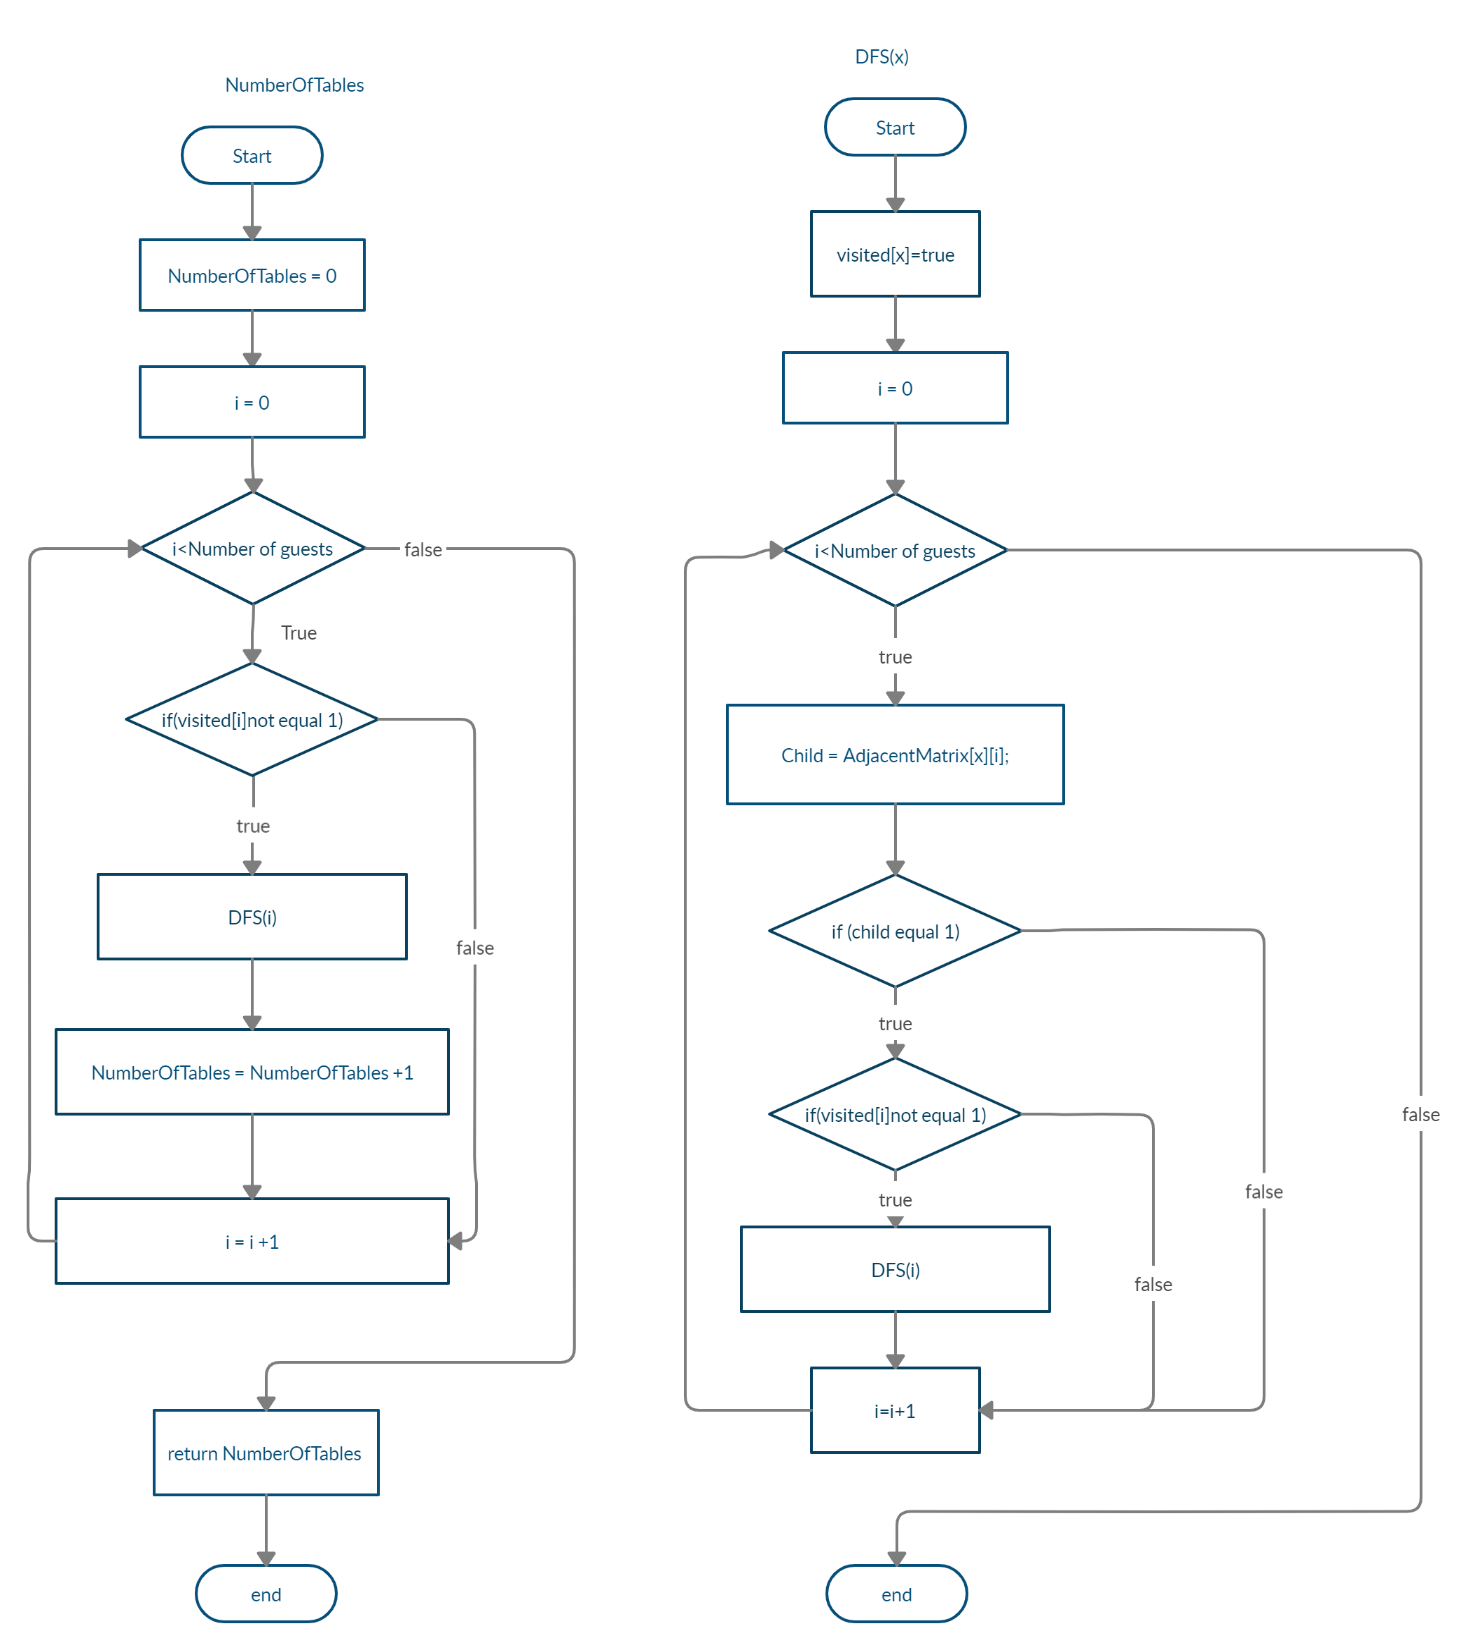 NumberOfTables
Start
NumberOfTables = 0
i = 0
i<Number of guests
false
True
if(visited[i]not equal 1)
true
DFS(i)
false
NumberOfTables = NumberOfTables +1
i = i +1
return NumberOfTables
end
DFS(x)
Start
visited[x]=true
i = 0
i<Number of guests
true
Child = AdjacentMatrix[x][i];
if (child equal 1)
true
if(visited[i]not equal 1)
false
true
false
DFS(i)
false
i=i+1
end